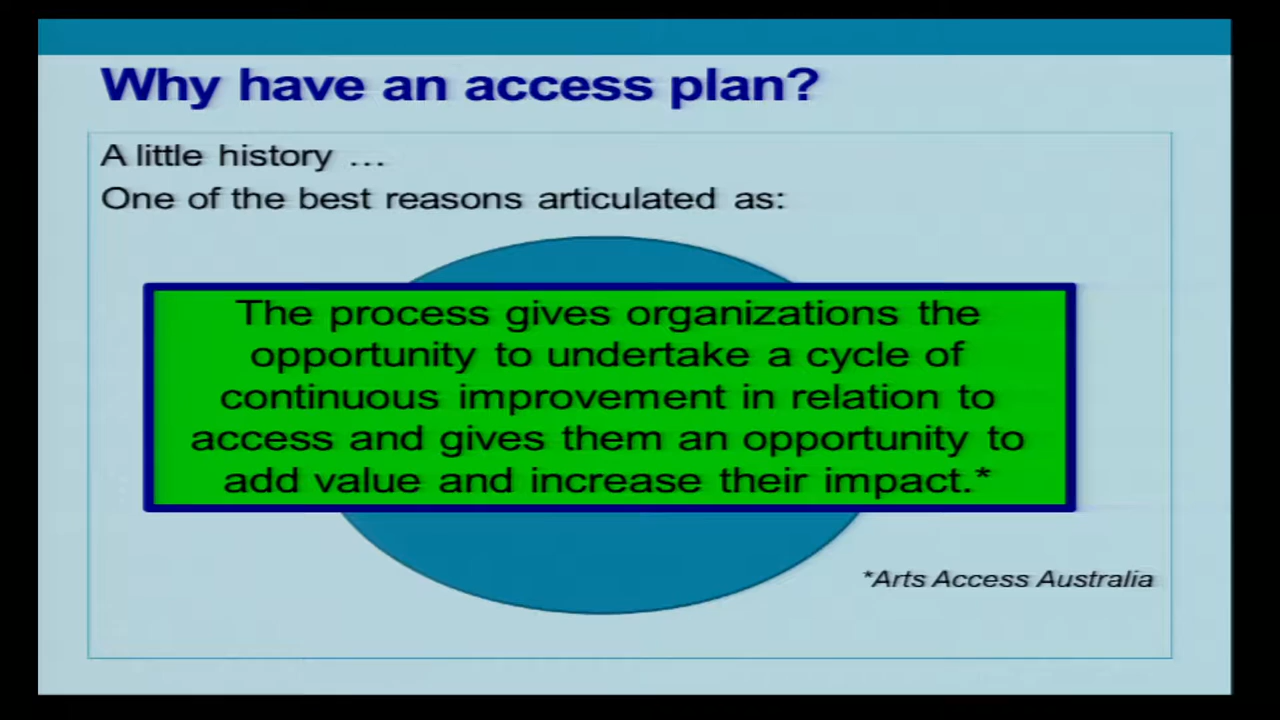 Why have an access plan?
A little history …
One of the best reasons articulated as:
The process gives organizations the
opportunity to undertake a cycle of
continuous improvement in relation to
access and gives them an opportunity to
add value and increase their impact.*
*Arts Access Australia